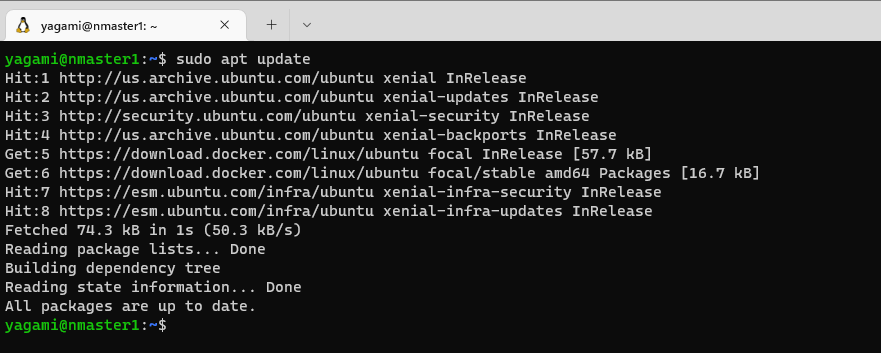 yagami@nmaster1: ~
yagami@nmaster1:~$ sudo apt update
Hit:1 http://us.archive.ubuntu.com/ubuntu xenial InRelease
Hit:2 http://us.archive.ubuntu.com/ubuntu xenial-updates InRelease
Hit:3 http://security.ubuntu.com/ubuntu xenial-security InRelease
Hit:4 http://us.archive.ubuntu.com/ubuntu xenial-backports InRelease
Get:5 https://download.docker.com/linux/ubuntu focal InRelease [57.7 kB]
Get:6 https://download.docker.com/linux/ubuntu focal/stable amd64 Packages [16.7 kB]
Hit:7 https://esm.ubuntu.com/infra/ubuntu xenial-infra-security InRelease
Hit:8 https://esm.ubuntu.com/infra/ubuntu xenial-infra-updates InRelease
Fetched 74.3 kB in 1s (50.3 kB/s)
Reading package lists... Done
Building dependency tree
Reading state information... Done
All packages are up to date.
yagami@nmaster1:~$